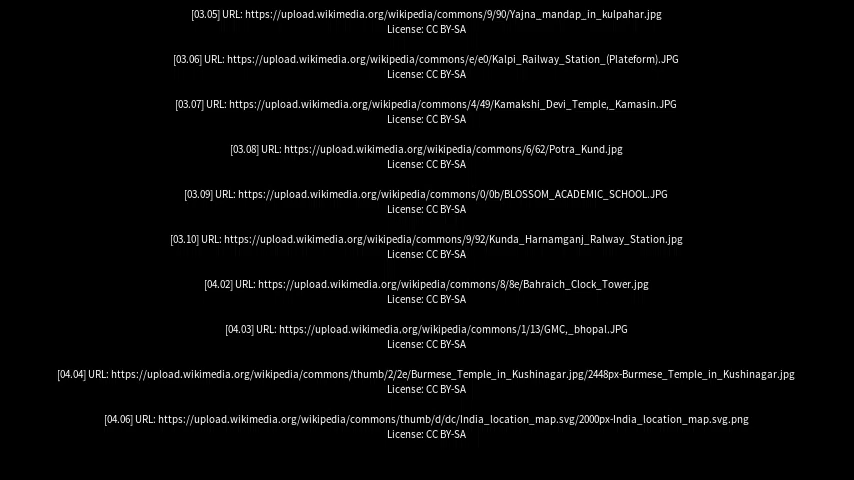 [03.05] URL: https://upload.wikimedia.org/wikipedia/commons/9/90/Yajna_mandap_in_kulpahar.jpg
License: CC BY-SA
[03.06] URL: https://upload.wikimedia.org/wikipedia/commons/e/e0/Kalpi_Railway_Station_(Plateform).JPG
License: CC BY-SA
[03.07] URL: https://upload.wikimedia.org/wikipedia/commons/4/49/Kamakshi_Devi_Temple,_Kamasin.JPG
License: CC BY-SA
[03.08] URL: https://upload.wikimedia.org/wikipedia/commons/6/62/Potra_Kund.jpg
License: CC BY-SA
[03.09] URL: https://upload.wikimedia.org/wikipedia/commons/0/0b/BLOSSOM_ACADEMIC_SCHOOL.JPG
License: CC BY-SA
[03.10] URL: https://upload.wikimedia.org/wikipedia/commons/9/92/Kunda_Harnamganj_Ralway_Station.jpg
License: CC BY-SA
[04.02] URL: https://upload.wikimedia.org/wikipedia/commons/8/8e/Bahraich_Clock_Tower.jpg
License: CC BY-SA
[04.03] URL: https://upload.wikimedia.org/wikipedia/commons/1/13/GMC,_bhopal.JPG
License: CC BY-SA
[04.04] URL: https://upload.wikimedia.org/wikipedia/commons/thumb/2/2e/Burmese_Temple_in_Kushinagar.jpg/2448px-Burmese_Temple_in_Kushinagar.jpg
License: CC BY-SA
[04.06] URL: https://upload.wikimedia.org/wikipedia/commons/thumb/d/dc/India_location_map.svg/2000px-India_location_map.svg.png
License: CC BY-SA